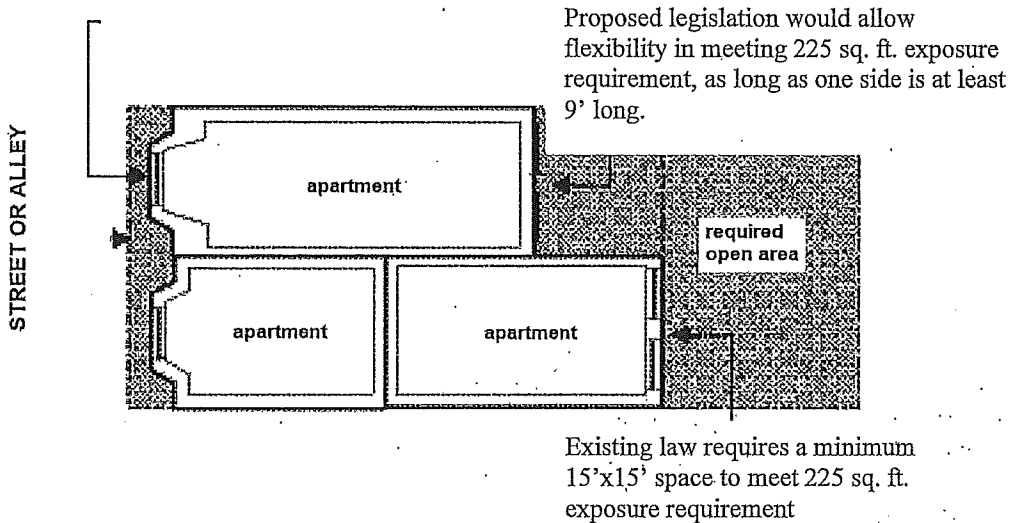 Proposed legislation would allow
flexibility in meeting 225 sq. ft. exposure
requirement, as long as one side is at least
9' long.
STREET OR ALLEY
apartment
required
open area
apartment
apartment
Existing law requires a minimum
15'x15' space to meet 225 sq. ft.
exposure requirement